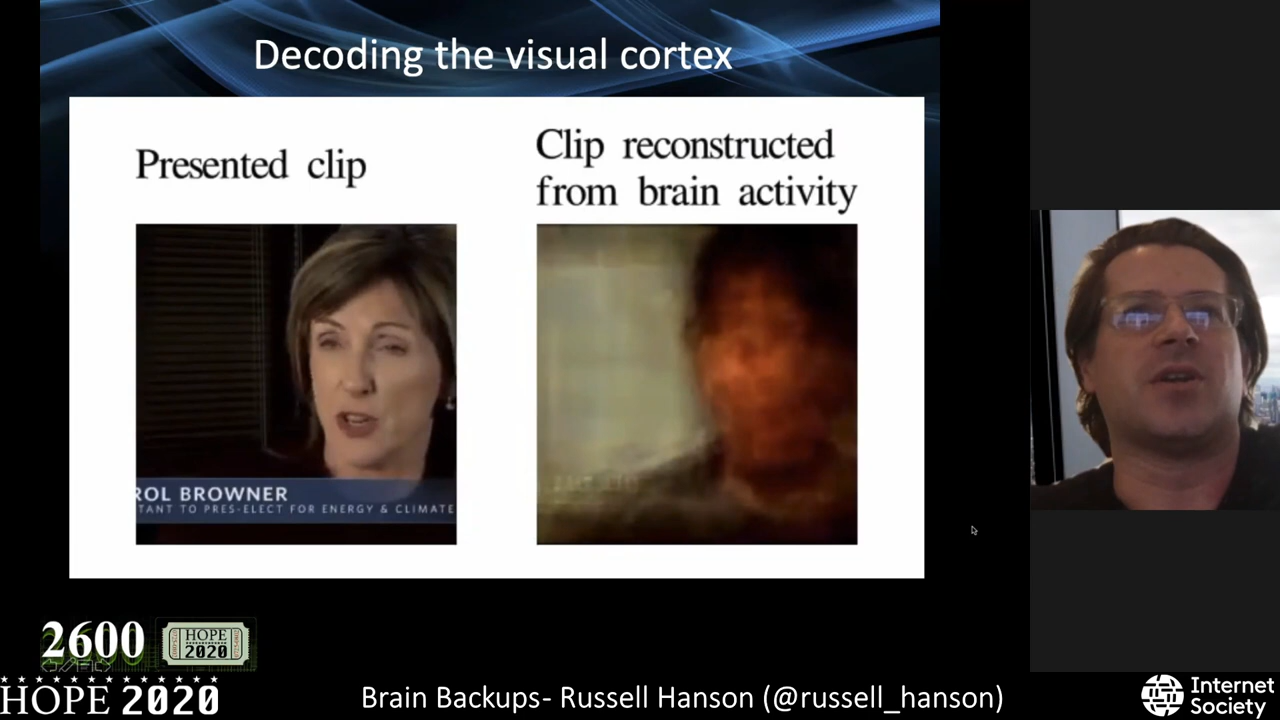 Decoding the visual cortex
Presented clip
Clip reconstructed
from brain activity
ROL BROWNER
TANT TO PRES-ELECT FOR ENERGY & CLIMATE
2600
HOPE
2020
HOPE 2020
Brain Backups- Russell Hanson (@russell_hanson)
Internet
Society